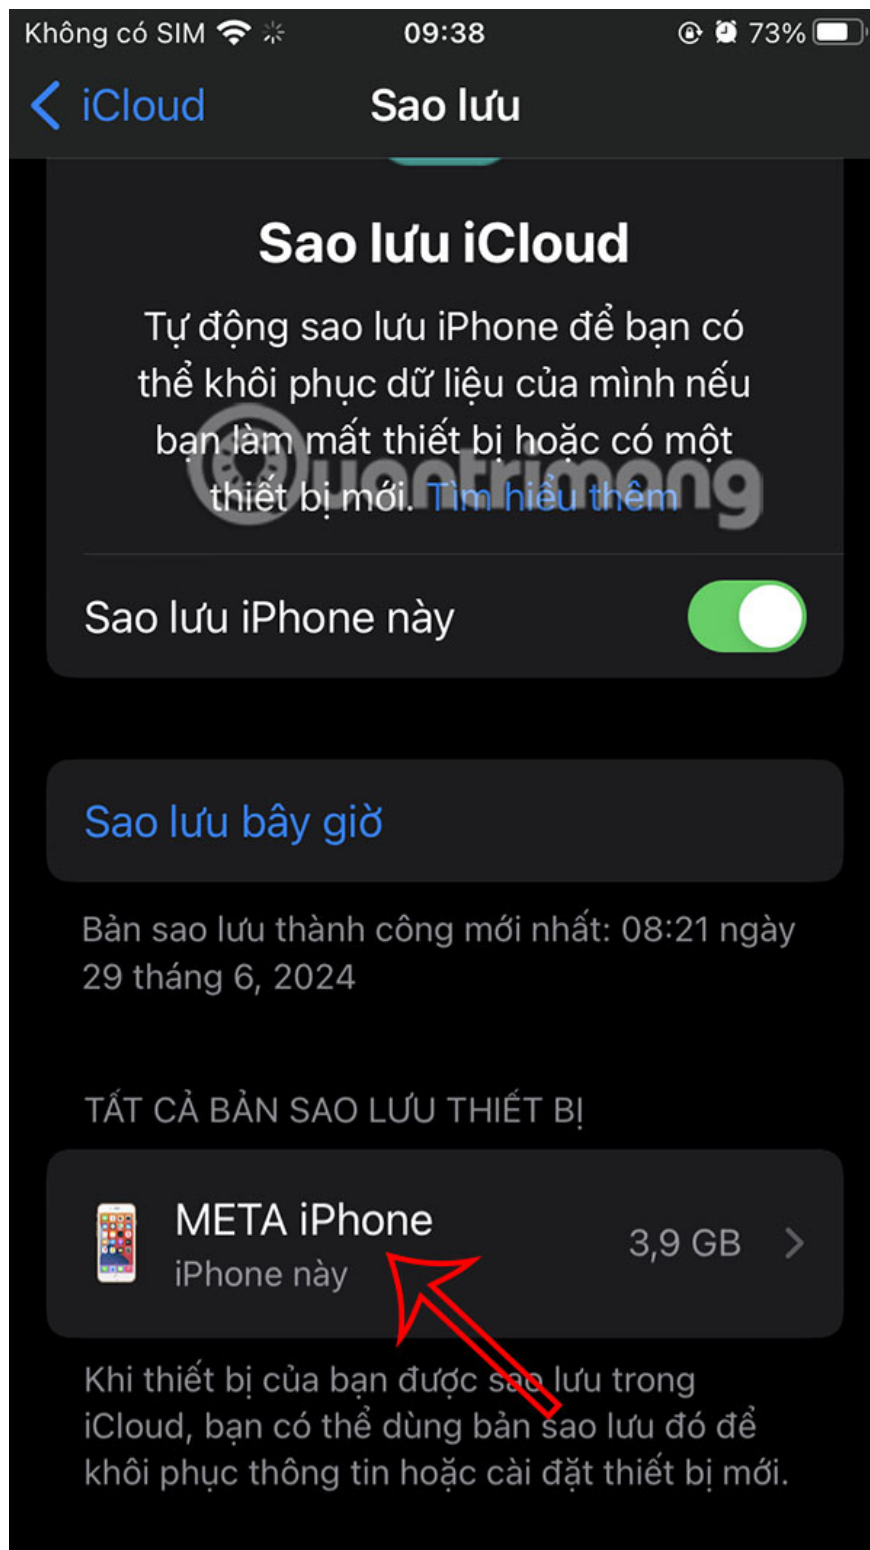 Không có SIM 09:38 73%
iCloud Sao lưu
Sao lưu iCloud
Tự động sao lưu iPhone để bạn có
thể khôi phục dữ liệu của mình nếu
bạn làm mất thiết bị hoặc có một
thiết bị mới. Tìm hiểu thêm
Quantrimang
Sao lưu iPhone này
Sao lưu bây giờ
Bản sao lưu thành công mới nhất: 08:21 ngày
29 tháng 6, 2024
TẤT CẢ BẢN SAO LƯU THIẾT BỊ
META iPhone
iPhone này
3,9 GB
Khi thiết bị của bạn được sao lưu trong
iCloud, bạn có thể dùng bản sao lưu đó để
khôi phục thông tin hoặc cài đặt thiết bị mới.